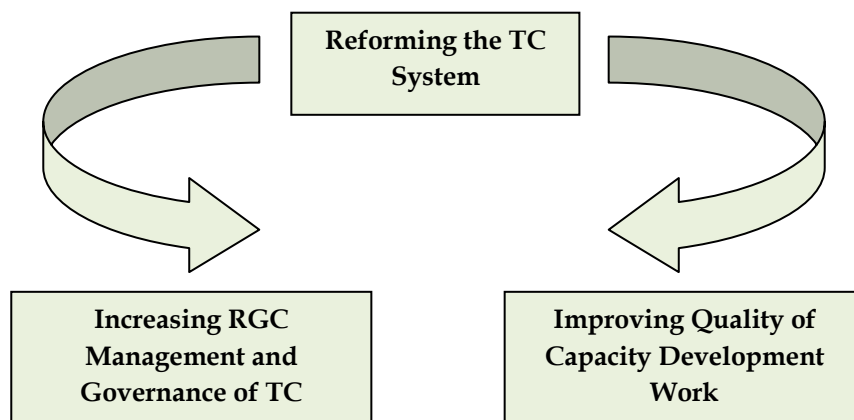 Reforming the TC
System
Increasing RGC
Management and
Governance of TC
Improving Quality of
Capacity Development
Work